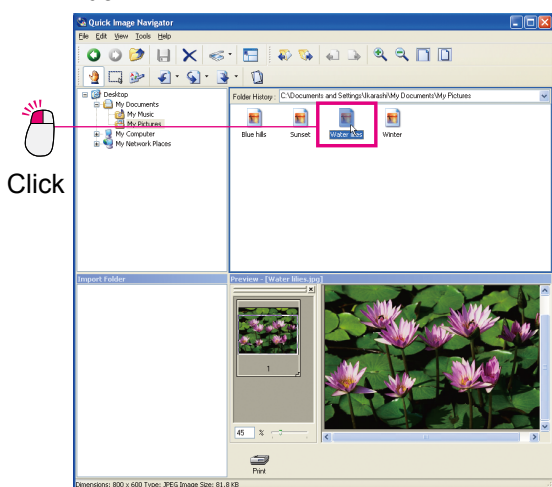 Quick Image Navigator
File Edit View Tools Help
Desktop
My Documents
My Music
My Pictures
My Computer
My Network Places
Folder History: C:\Documents and Settings\Ikarashi\My Documents\My Pictures
Blue hills Sunset Water lilies Winter
Click
Import Folder
Preview - [Water lilies.jpg]
1
45 %
Print
Dimensions: 800 x 600 Type: JPEG Image Size: 81.8 KB